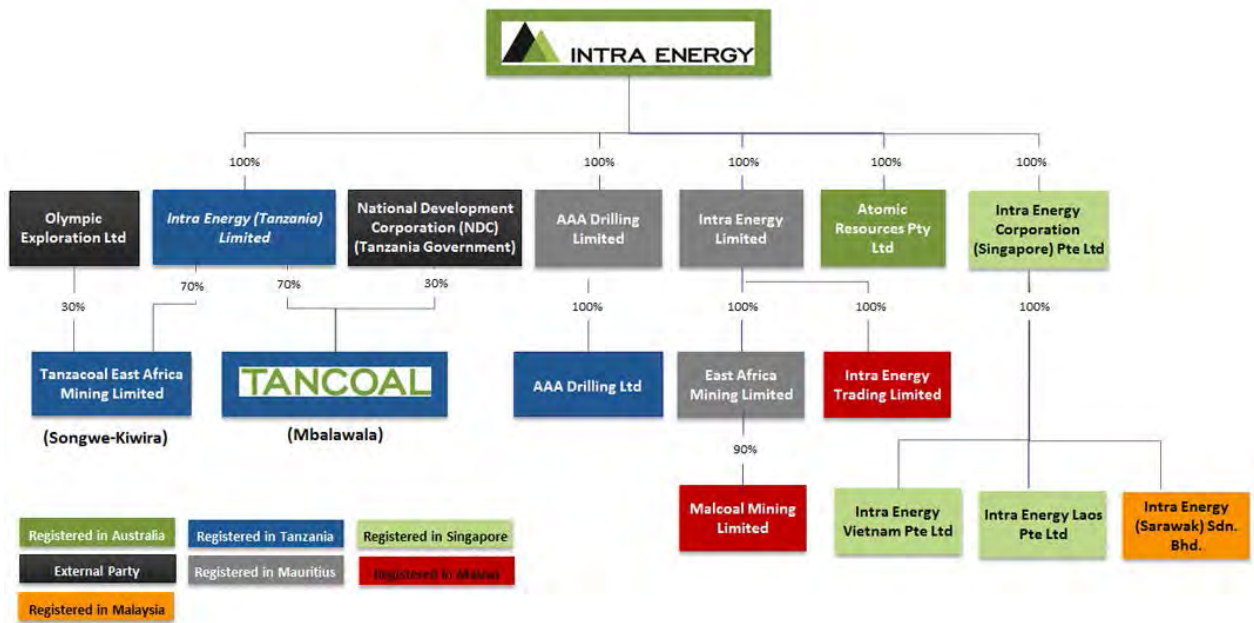 INTRA ENERGY
100%
100%
100%
100%
100%
Olympic
Exploration Ltd
Intra Energy (Tanzania)
Limited
National Development
Corporation (NDC)
(Tanzania Government)
AAA Drilling
Limited
Intra Energy
Limited
Atomic
Resources Pty
Ltd
Intra Energy
Corporation
(Singapore) Pte Ltd
30%
70%
70%
30%
100%
100%
100%
100%
Tanzacoal East Africa
Mining Limited
(Songwe-Kiwira)
TANCOAL
(Mbalawala)
AAA Drilling Ltd
East Africa
Mining Limited
Intra Energy
Trading Limited
90%
Malcoal Mining
Limited
Intra Energy
Vietnam Pte Ltd
Intra Energy Laos
Pte Ltd
Intra Energy
(Sarawak) Sdn.
Bhd.
Registered in Australia
Registered in Tanzania
Registered in Singapore
External Party
Registered in Mauritius
Registered in Malawi
Registered in Malaysia